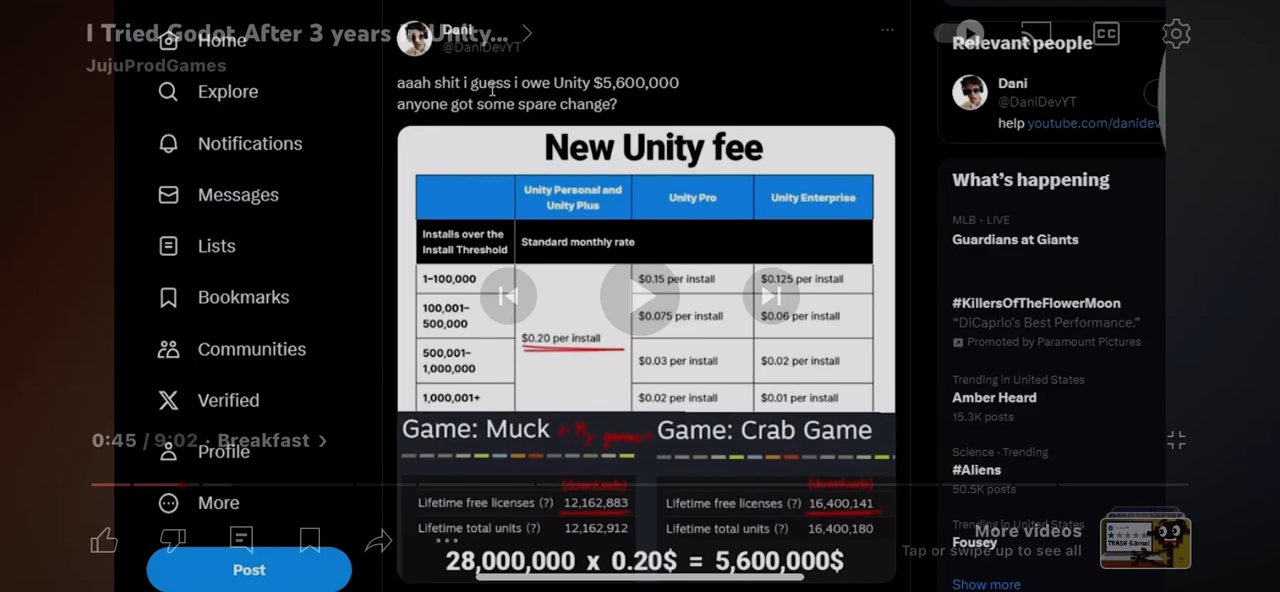 I Tried Godot After 3 years in Unity...
JujuProdGames
Home
Explore
Notifications
Messages
Lists
Bookmarks
Communities
Verified
Profile
More
Post
0:45 / 9:02 · Breakfast
Dani
@DaniDevYT
aaah shit i guess i owe Unity $5,600,000
anyone got some spare change?
New Unity fee
Unity Personal and Unity Plus
Unity Pro
Unity Enterprise
Installs over the Install Threshold
Standard monthly rate
1–100,000
$0.15 per install
$0.125 per install
100,001–500,000
$0.075 per install
$0.06 per install
$0.20 per install
500,001–1,000,000
$0.03 per install
$0.02 per install
1,000,001+
$0.02 per install
$0.01 per install
Game: Muck
← My games →
Game: Crab Game
(downloads)
(downloads)
Lifetime free licenses (?) 12,162,883
Lifetime free licenses (?) 16,400,141
Lifetime total units (?) 12,162,912
Lifetime total units (?) 16,400,180
28,000,000 x 0.20$ = 5,600,000$
CC
Relevant people
Dani
@DaniDevYT
help youtube.com/danidev
What's happening
MLB · LIVE
Guardians at Giants
#KillersOfTheFlowerMoon
“DiCaprio's Best Performance.”
Promoted by Paramount Pictures
Trending in United States
Amber Heard
15.3K posts
Science · Trending
#Aliens
50.5K posts
Trending in United States
Fousey
Show more
More videos
Tap or swipe up to see all
TRASH Game!